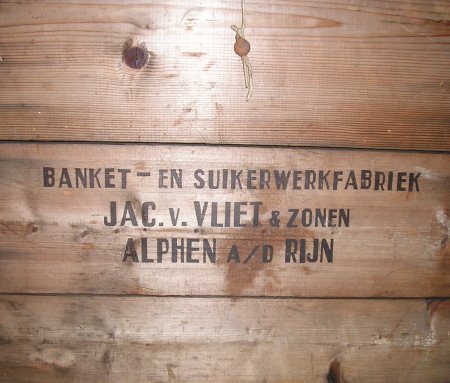 BANKET- EN SUIKERWERKFABRIEK
JAC. v. VLIET & ZONEN
ALPHEN A/D RIJN